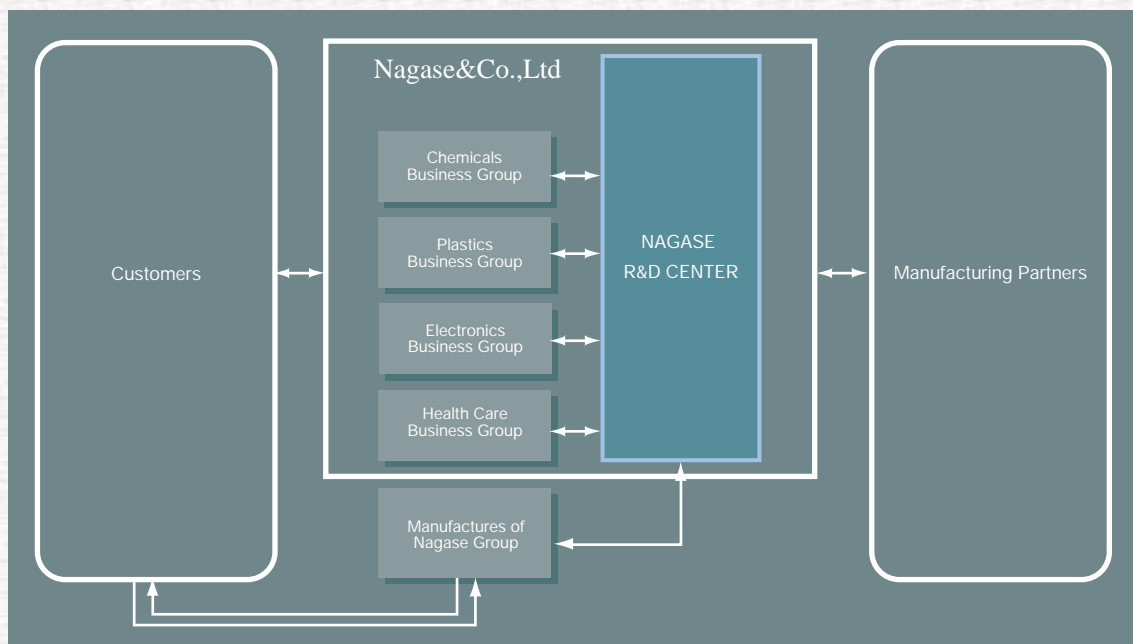 Nagase&Co.,Ltd
Chemicals
Business Group
Plastics
Business Group
Electronics
Business Group
Health Care
Business Group
NAGASE
R&D CENTER
Customers
Manufacturing Partners
Manufactures of
Nagase Group